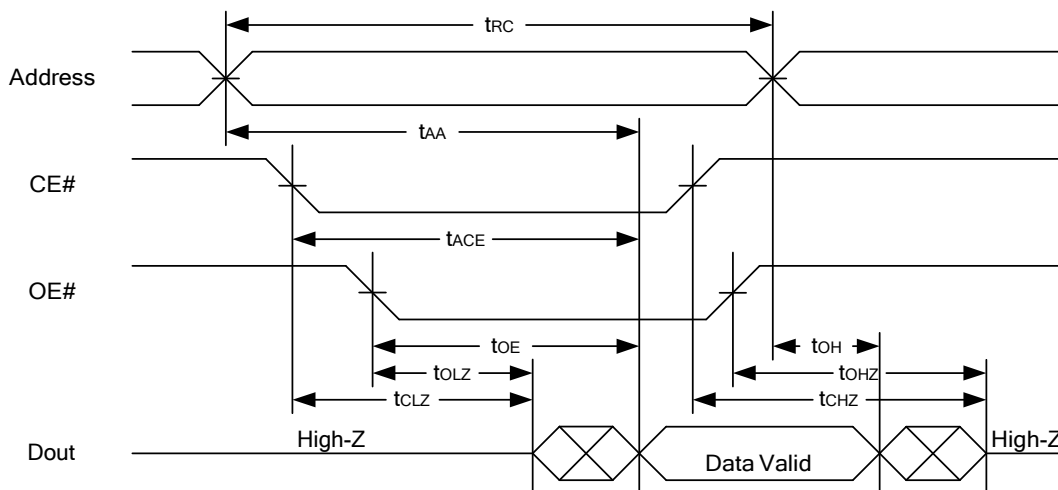 tRC
Address
tAA
CE#
tACE
OE#
tOE
tOH
tOLZ
tOHZ
tCLZ
tCHZ
High-Z
High-Z
Dout
Data Valid